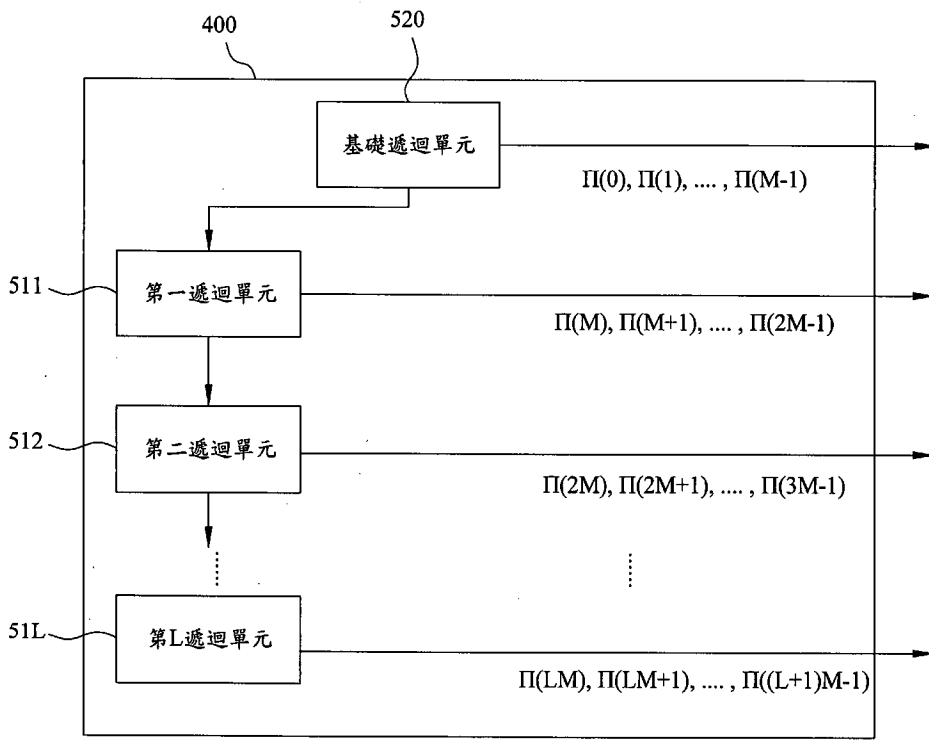 400
520
基礎遞迴單元
Π(0), Π(1), .... , Π(M-1)
511
第一遞迴單元
Π(M), Π(M+1), .... , Π(2M-1)
512
第二遞迴單元
Π(2M), Π(2M+1), .... , Π(3M-1)
51L
第L遞迴單元
Π(LM), Π(LM+1), .... , Π((L+1)M-1)